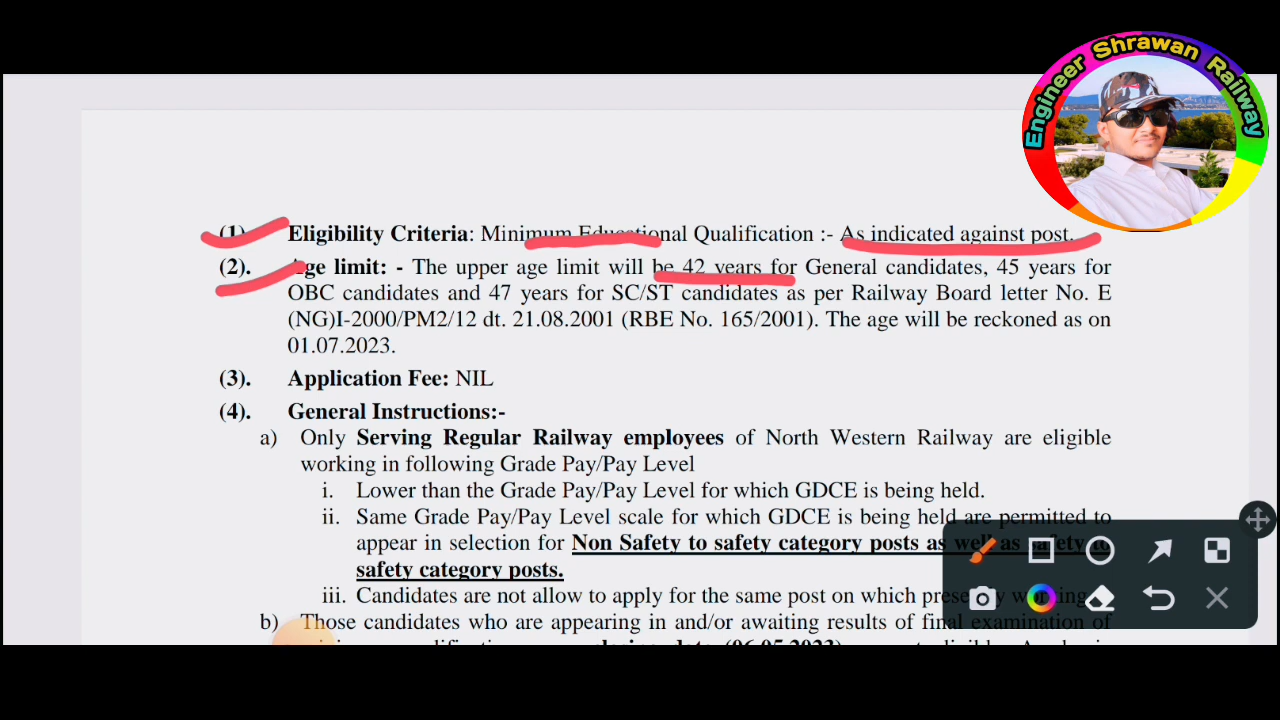 Engineer Shrawan Railway
(1) Eligibility Criteria: Minimum Educational Qualification :- As indicated against post.
(2). Age limit: - The upper age limit will be 42 years for General candidates, 45 years for
OBC candidates and 47 years for SC/ST candidates as per Railway Board letter No. E
(NG)I-2000/PM2/12 dt. 21.08.2001 (RBE No. 165/2001). The age will be reckoned as on
01.07.2023.
(3). Application Fee: NIL
(4). General Instructions:-
a) Only Serving Regular Railway employees of North Western Railway are eligible
working in following Grade Pay/Pay Level
i. Lower than the Grade Pay/Pay Level for which GDCE is being held.
ii. Same Grade Pay/Pay Level scale for which GDCE is being held are permitted to
appear in selection for Non Safety to safety category posts as well as safety to
safety category posts.
iii. Candidates are not allow to apply for the same post on which
b) Those candidates who are appearing in and/or awaiting results of final examination of